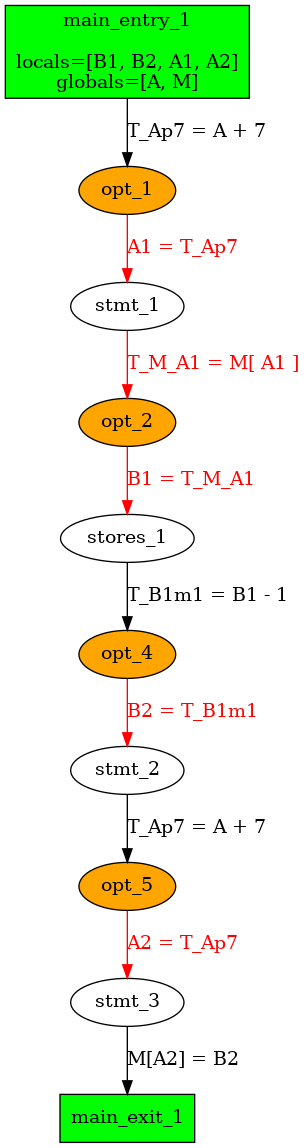 main_entry_1
locals=[B1, B2, A1, A2]
globals=[A, M]
T_Ap7 = A + 7
opt_1
A1 = T_Ap7
stmt_1
T_M_A1 = M[ A1 ]
opt_2
B1 = T_M_A1
stores_1
T_B1m1 = B1 - 1
opt_4
B2 = T_B1m1
stmt_2
T_Ap7 = A + 7
opt_5
A2 = T_Ap7
stmt_3
M[A2] = B2
main_exit_1